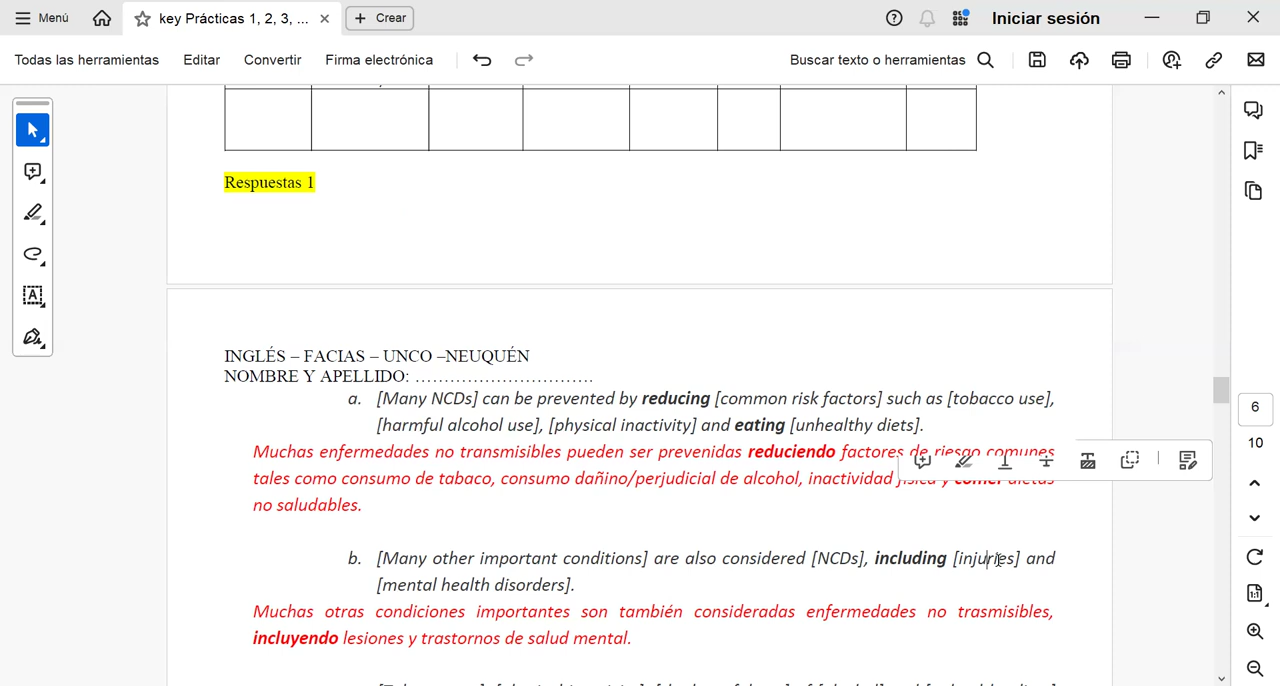 Menú
key Prácticas 1, 2, 3, ...
Crear
Iniciar sesión
Todas las herramientas
Editar
Convertir
Firma electrónica
Buscar texto o herramientas
Respuestas 1
INGLÉS – FACIAS – UNCO –NEUQUÉN
NOMBRE Y APELLIDO: ……………………………
a. [Many NCDs] can be prevented by reducing [common risk factors] such as [tobacco use],
[harmful alcohol use], [physical inactivity] and eating [unhealthy diets].
Muchas enfermedades no transmisibles pueden ser prevenidas reduciendo factores de riesgo comunes
tales como consumo de tabaco, consumo dañino/perjudicial de alcohol, inactividad física y comer dietas
no saludables.
b. [Many other important conditions] are also considered [NCDs], including [injuries] and
[mental health disorders].
Muchas otras condiciones importantes son también consideradas enfermedades no trasmisibles,
incluyendo lesiones y trastornos de salud mental.
6
10